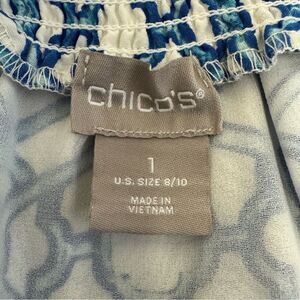 chico's®
1
U.S. SIZE 8/10
MADE IN
VIETNAM